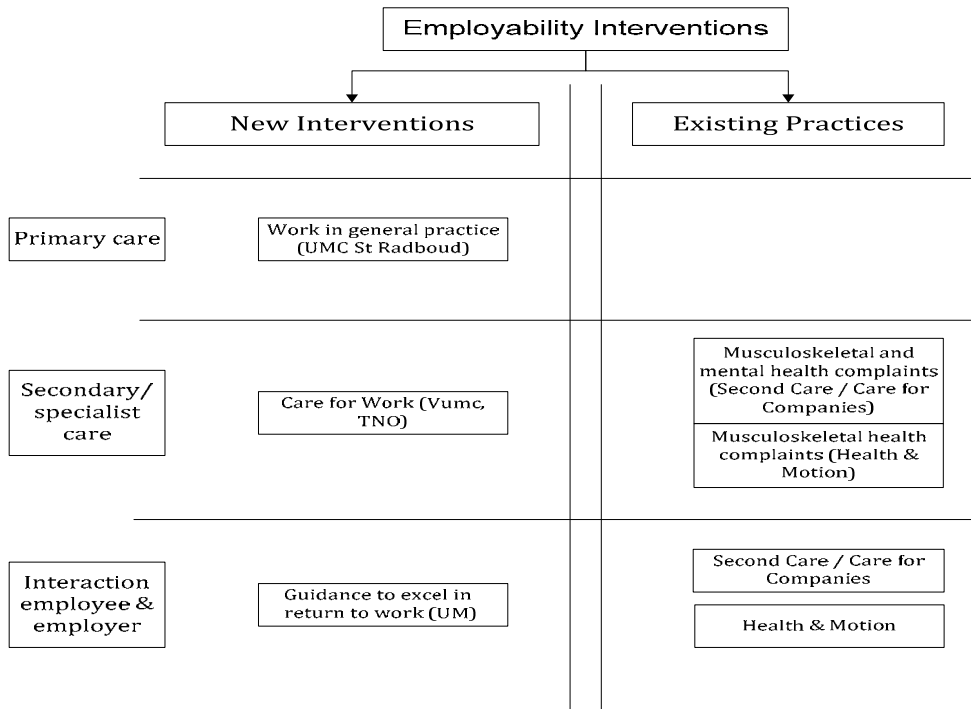 Employability Interventions
New Interventions
Existing Practices
Primary care
Work in general practice
(UMC St Radboud)
Secondary/
specialist
care
Care for Work (Vumc,
TNO)
Musculoskeletal and
mental health complaints
(Second Care / Care for
Companies)
Musculoskeletal health
complaints (Health &
Motion)
Interaction
employee &
employer
Guidance to excel in
return to work (UM)
Second Care / Care for
Companies
Health & Motion